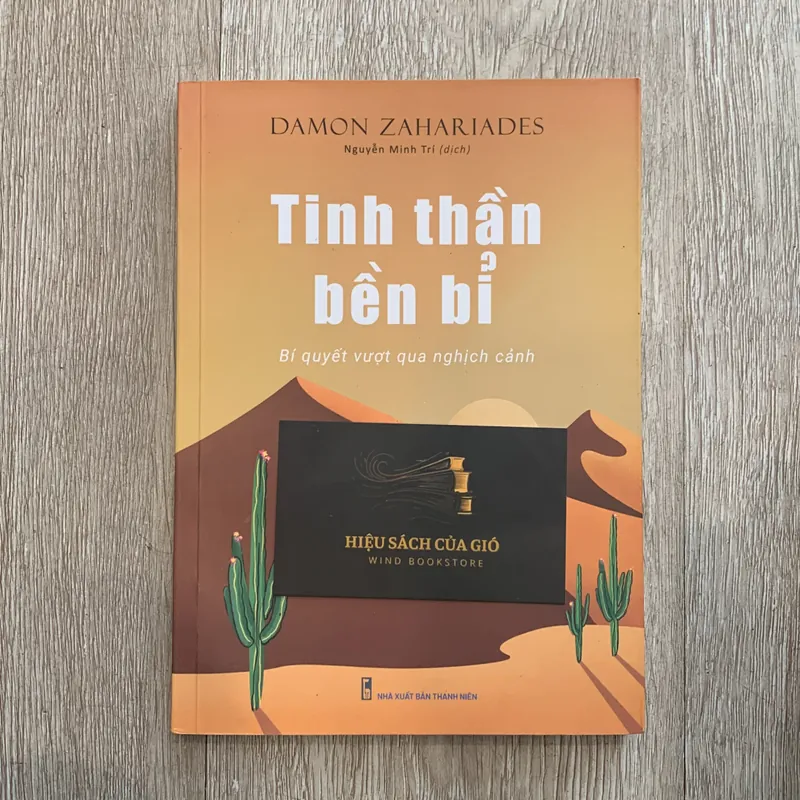 DAMON ZAHARIADES
Nguyễn Minh Trí (dịch)
Tinh thần
bền bỉ
Bí quyết vượt qua nghịch cảnh
HIỆU SÁCH CỦA GIÓ
WIND BOOKSTORE
NHÀ XUẤT BẢN THANH NIÊN